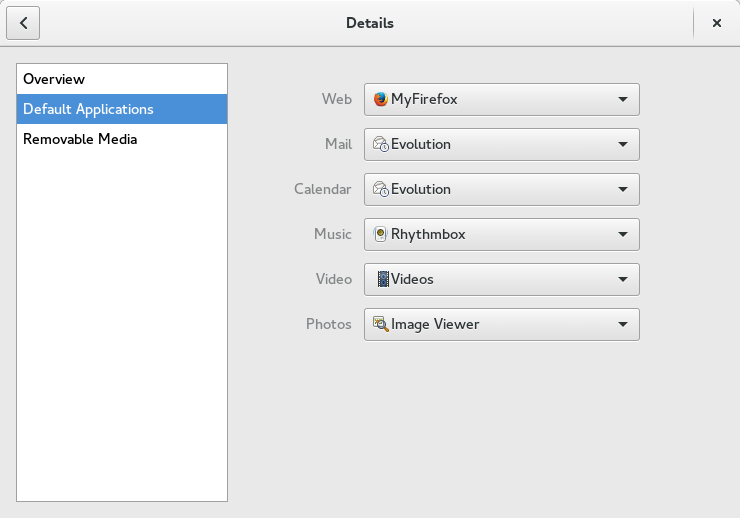 Details
Overview
Default Applications
Removable Media
Web MyFirefox
Mail Evolution
Calendar Evolution
Music Rhythmbox
Video Videos
Photos Image Viewer